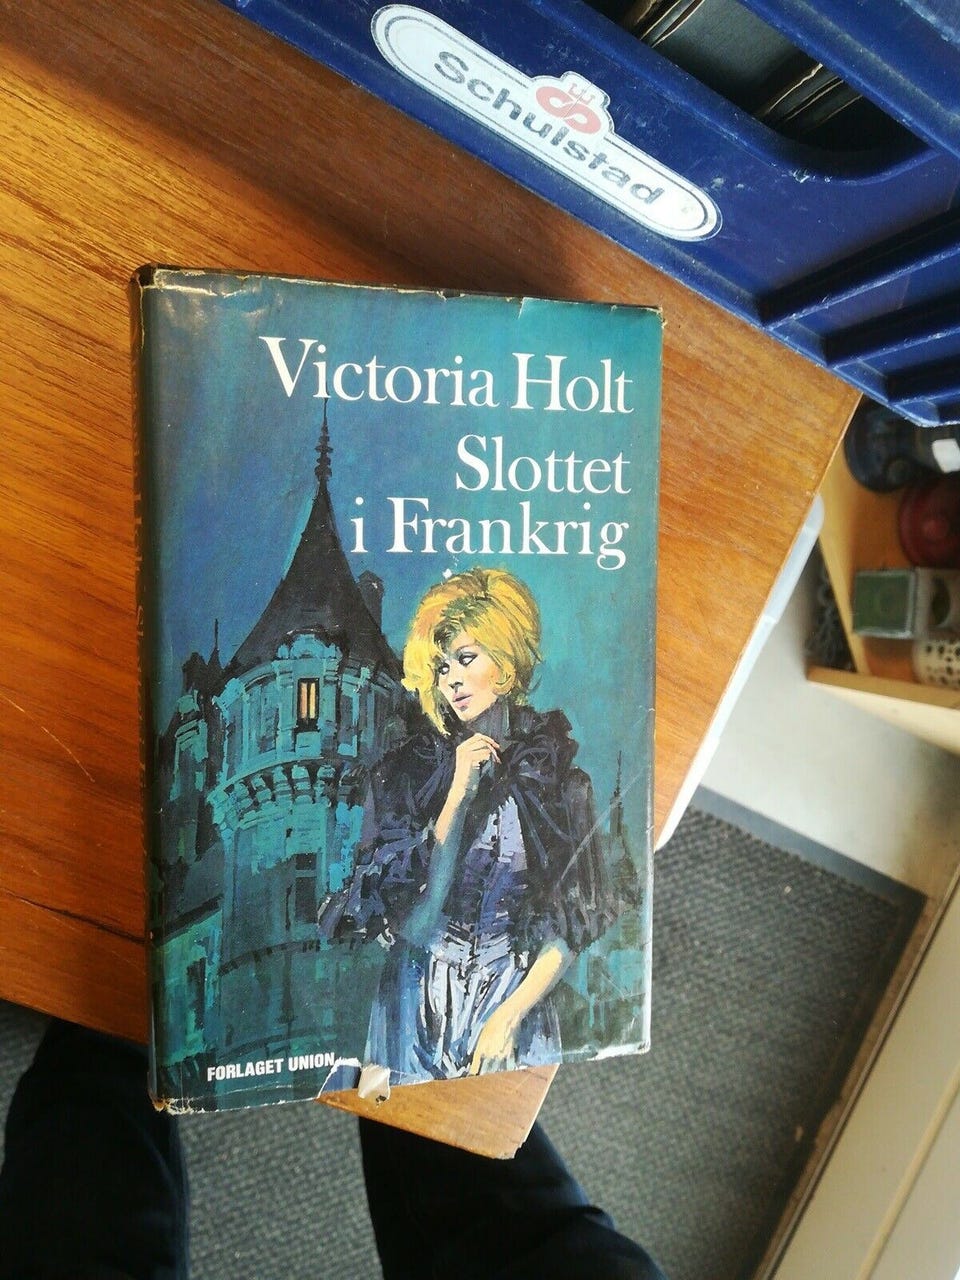 Schulstad
Victoria Holt
Slottet
i Frankrig
FORLAGET UNION